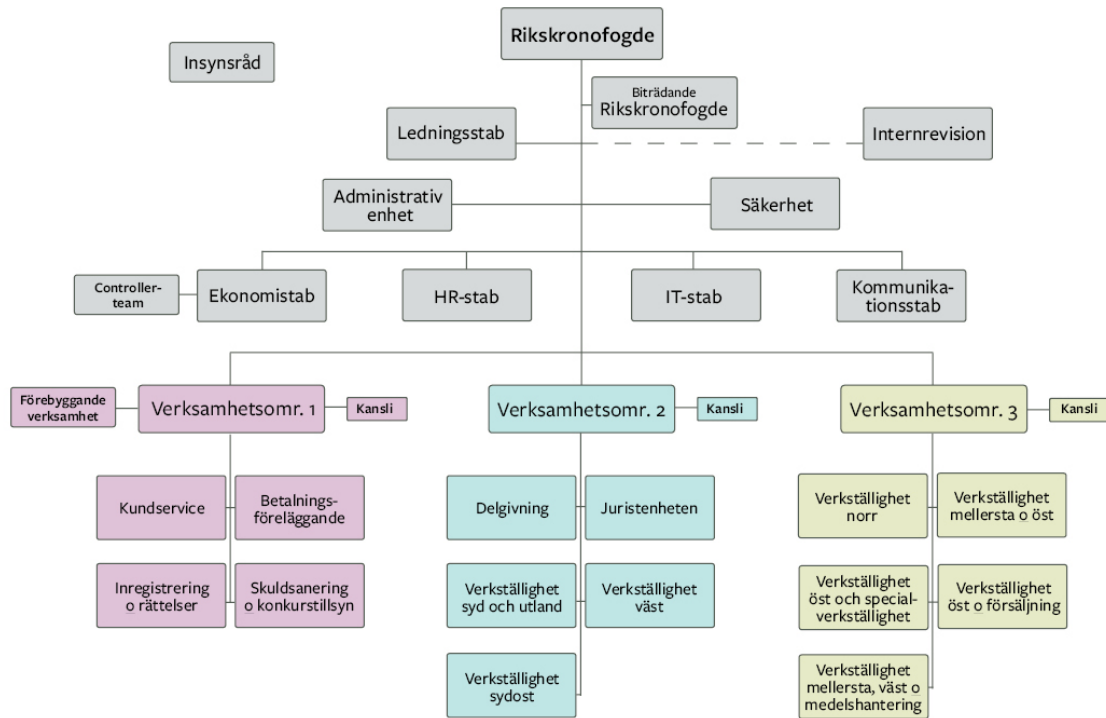 Rikskronofogde
Insynsråd
Biträdande
Rikskronofogde
Ledningsstab
Internrevision
Administrativ
enhet
Säkerhet
Controller-
team
Ekonomistab
HR-stab
IT-stab
Kommunika-
tionsstab
Förebyggande
verksamhet
Verksamhetsomr. 1
Kansli
Verksamhetsomr. 2
Kansli
Verksamhetsomr. 3
Kansli
Kundservice
Betalnings-
föreläggande
Inregistrering
o rättelser
Skuldsanering
o konkurstillsyn
Delgivning
Juristenheten
Verkställighet
syd och utland
Verkställighet
väst
Verkställighet
sydost
Verkställighet
norr
Verkställighet
mellersta o öst
Verkställighet
öst och special-
verkställighet
Verkställighet
öst o försäljning
Verkställighet
mellersta, väst o
medelshantering